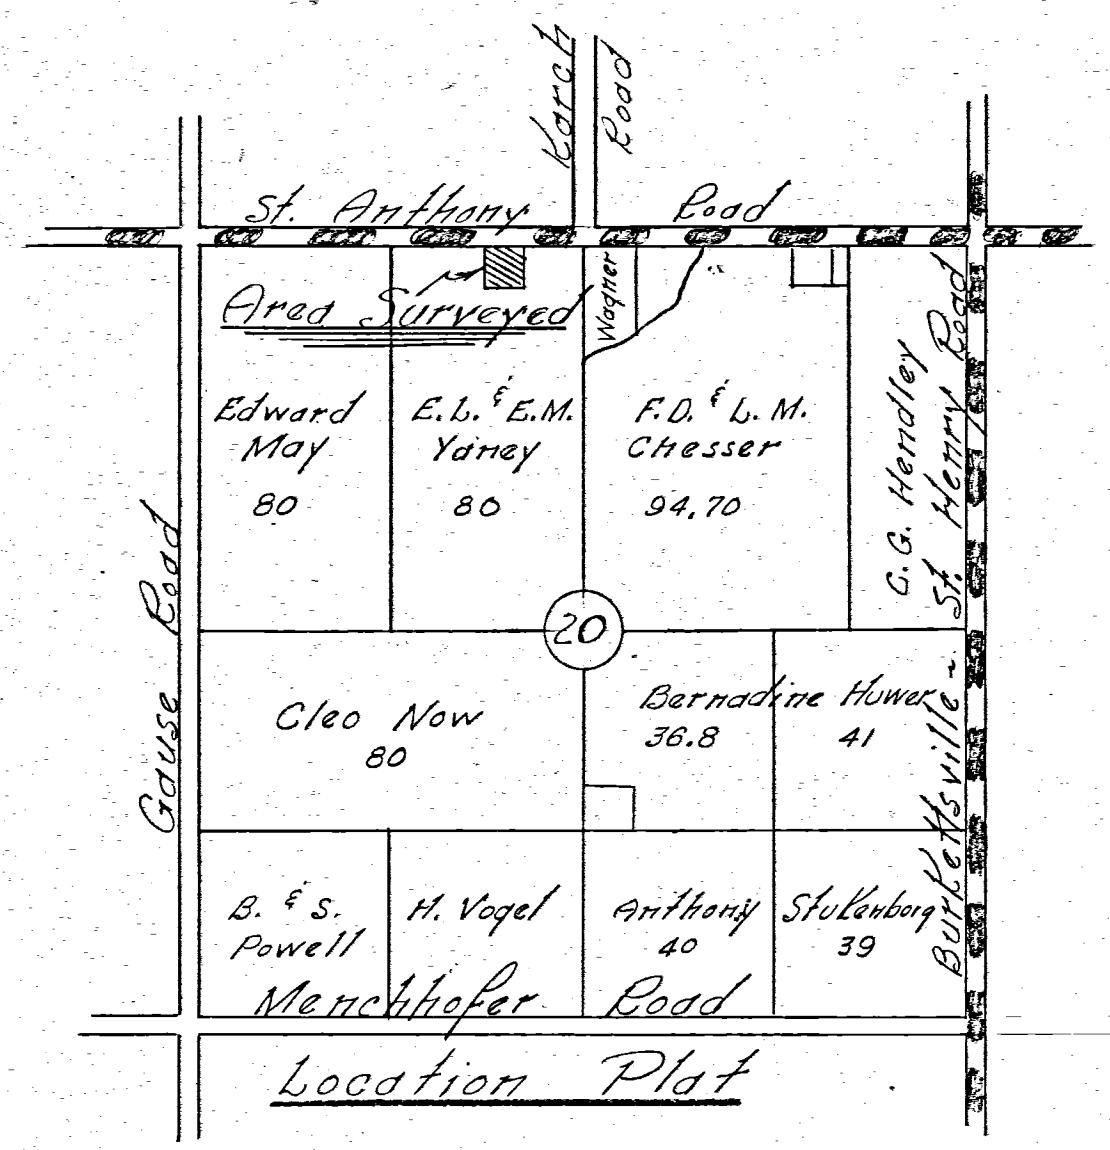 Karch
Road
St. Anthony Road
Area Surveyed
Wagner
Edward
May
80
E.L. & E.M.
Yaney
80
F.D. & L.M.
Chesser
94.70
C.G. Hendley
Burkettsville - St. Henry Road
Gause Road
20
Cleo Now
80
Bernadine Huwer
36.8
41
B. & S.
Powell
H. Vogel
Anthony Stukenborg
40
39
Menchhofer Road
Location Plat